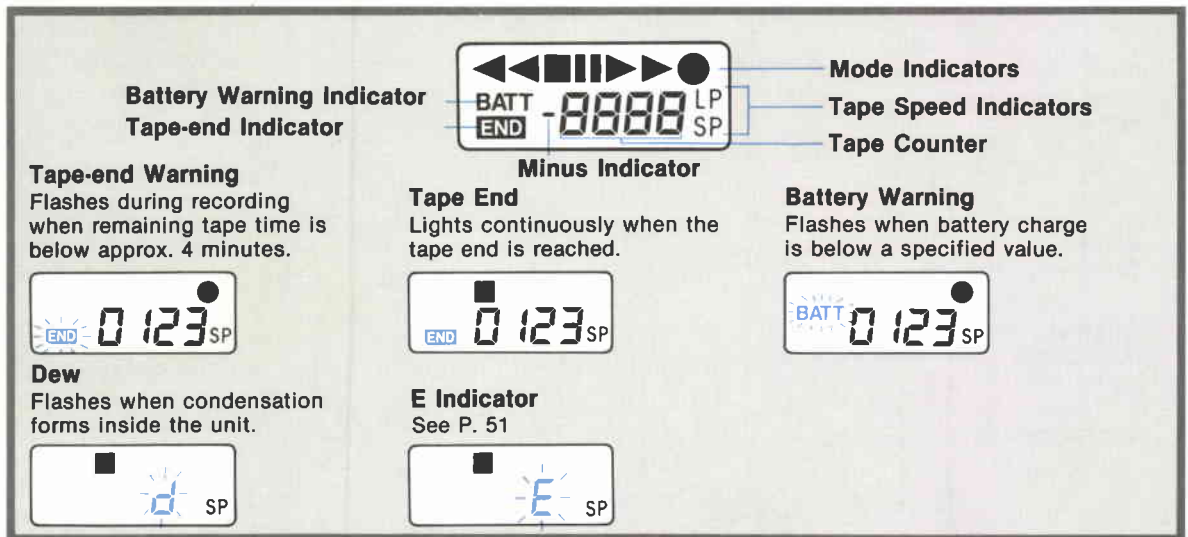 Battery Warning Indicator
Tape-end Indicator
BATT
END
-8888
LP
SP
Mode Indicators
Tape Speed Indicators
Tape Counter
Minus Indicator
Tape-end Warning
Flashes during recording
when remaining tape time is
below approx. 4 minutes.
END 0123 SP
Tape End
Lights continuously when the
tape end is reached.
END 0123 SP
Battery Warning
Flashes when battery charge
is below a specified value.
BATT 0123 SP
Dew
Flashes when condensation
forms inside the unit.
d SP
E Indicator
See P. 51
E SP